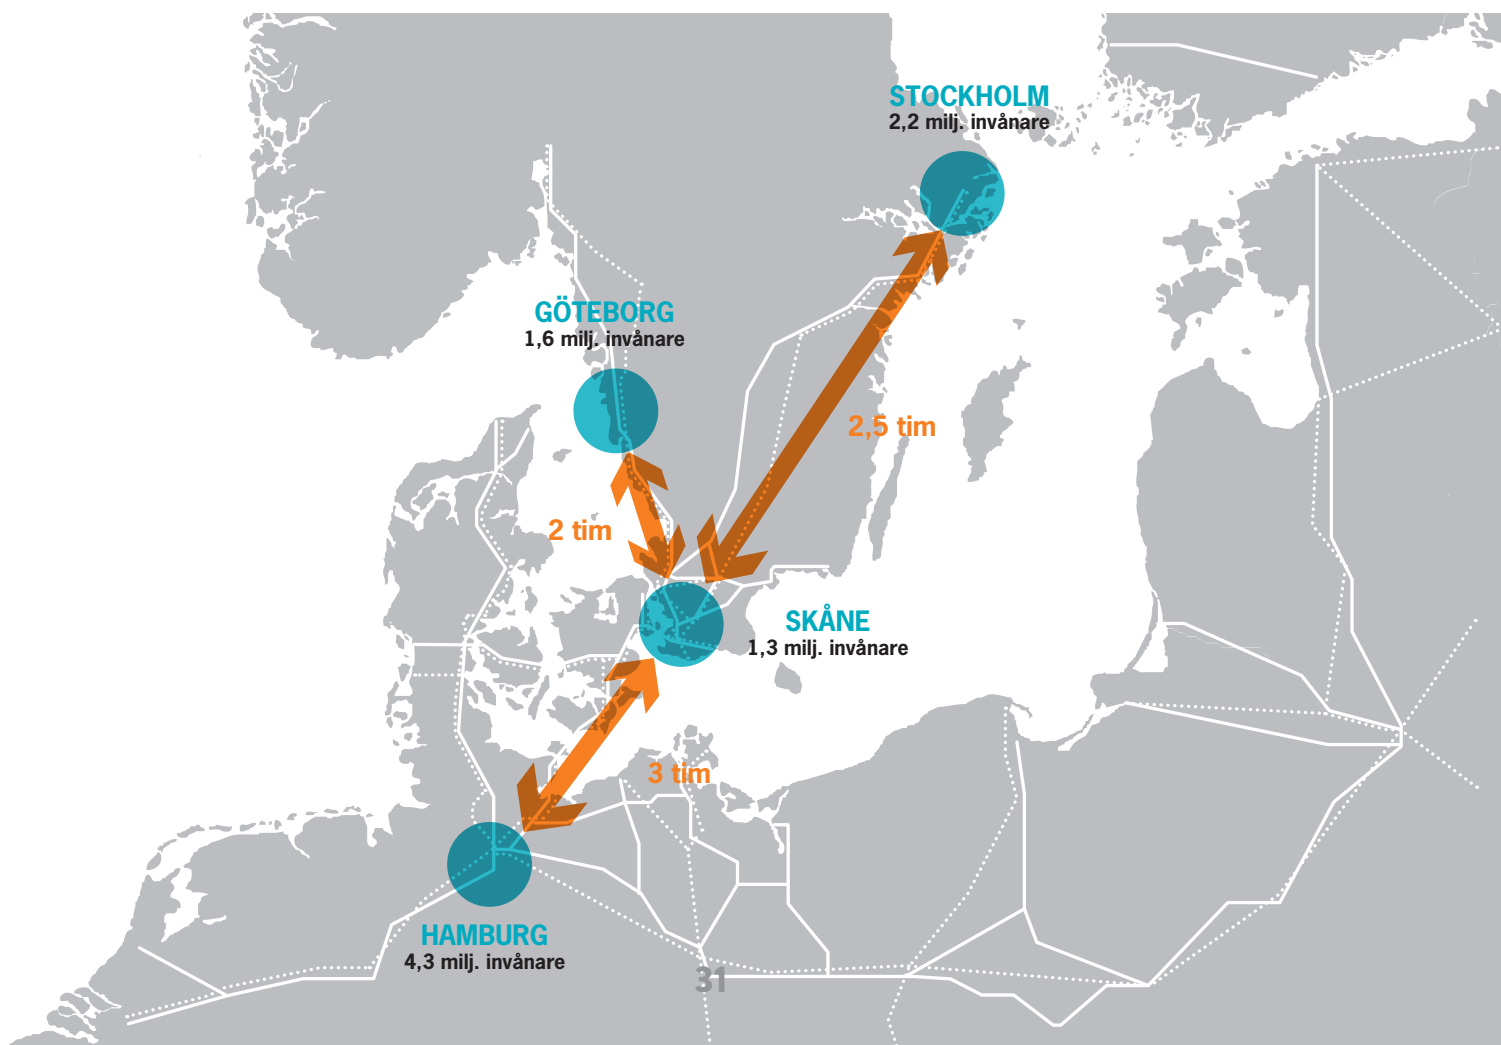 STOCKHOLM
2,2 milj. invånare
GÖTEBORG
1,6 milj. invånare
2,5 tim
2 tim
SKÅNE
1,3 milj. invånare
3 tim
HAMBURG
4,3 milj. invånare
31